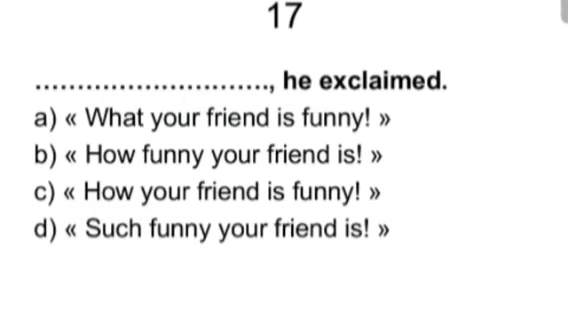 17
............................, he exclaimed.
a) « What your friend is funny! »
b) « How funny your friend is! »
c) « How your friend is funny! »
d) « Such funny your friend is! »